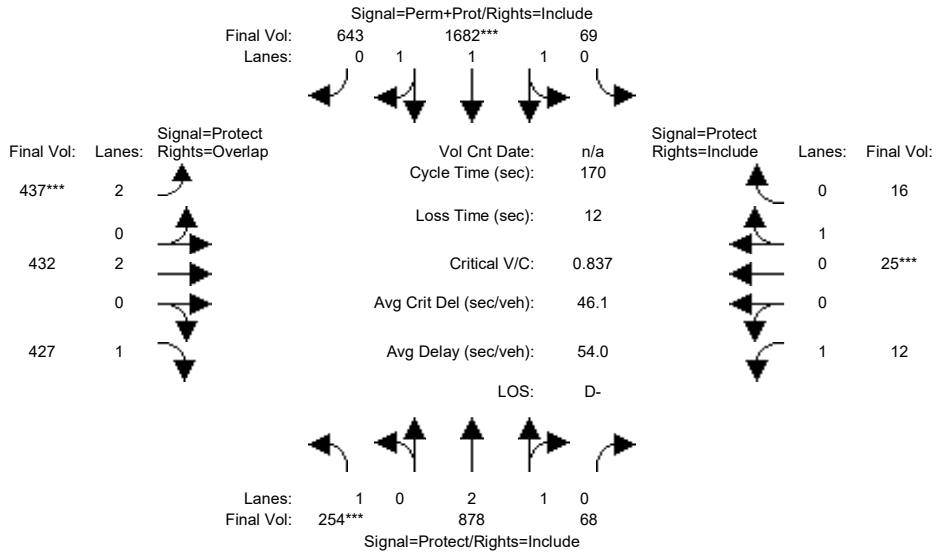 Signal=Perm+Prot/Rights=Include
Final Vol: 643 1682*** 69
Lanes: 0 1 1 1 0
Signal=Protect Signal=Protect
Final Vol: Lanes: Rights=Overlap Vol Cnt Date: n/a Rights=Include Lanes: Final Vol:
Cycle Time (sec): 170
437*** 2 0 16
Loss Time (sec): 12
0 1
432 2 Critical V/C: 0.837 0 25***
0 Avg Crit Del (sec/veh): 46.1 0
427 1 Avg Delay (sec/veh): 54.0 1 12
LOS: D-
Lanes: 1 0 2 1 0
Final Vol: 254*** 878 68
Signal=Protect/Rights=Include